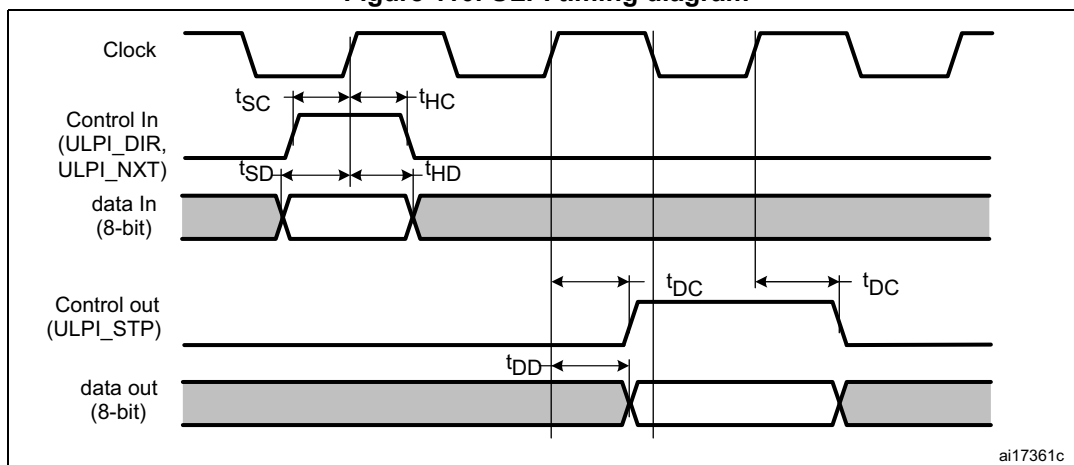 Clock
tSC
tHC
Control In
(ULPI_DIR,
ULPI_NXT)
tSD
tHD
data In
(8-bit)
tDC
tDC
Control out
(ULPI_STP)
tDD
data out
(8-bit)
ai17361c